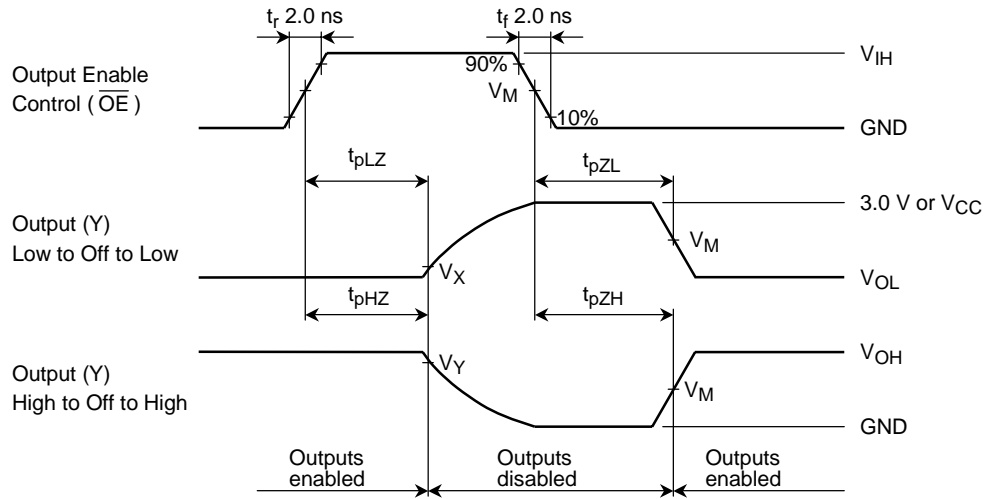 tr 2.0 ns
tf 2.0 ns
Output Enable
Control ( OE )
90%
VM
10%
VIH
GND
tpLZ
tpZL
Output (Y)
Low to Off to Low
VX
VM
3.0 V or VCC
VOL
tpHZ
tpZH
Output (Y)
High to Off to High
VY
VM
VOH
GND
Outputs
enabled
Outputs
disabled
Outputs
enabled